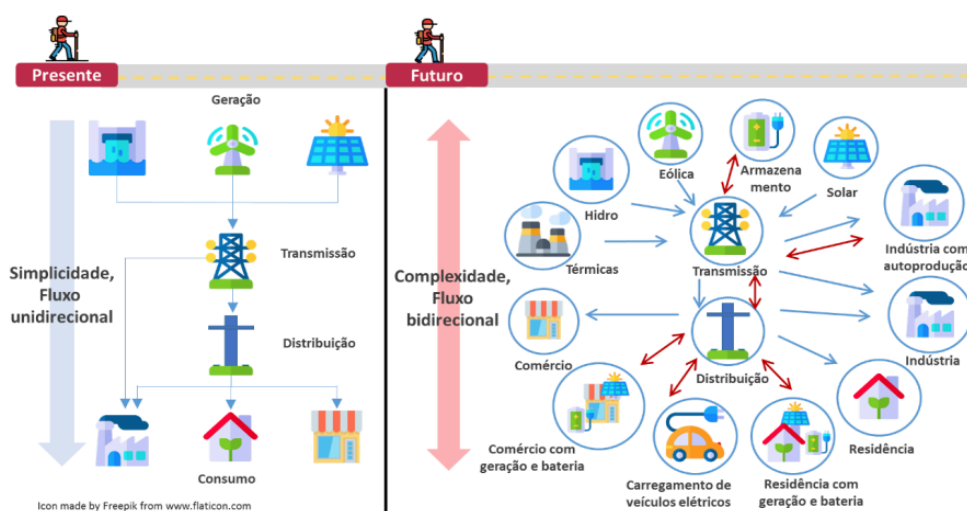 Presente
Futuro
Geração
Transmissão
Simplicidade,
Fluxo
unidirecional
Distribuição
Consumo
Icon made by Freepik from www.flaticon.com
Eólica
Armazena
mento
Solar
Hidro
Térmicas
Transmissão
Indústria com
autoprodução
Complexidade,
Fluxo
bidirecional
Comércio
Distribuição
Indústria
Residência
Comércio com
geração e bateria
Carregamento de
veículos elétricos
Residência com
geração e bateria